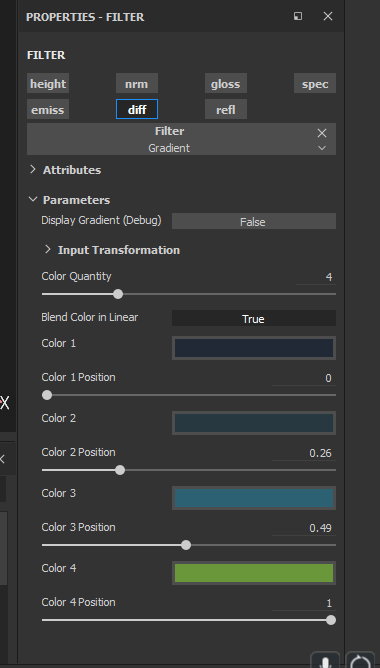 PROPERTIES - FILTER
FILTER
height nrm gloss spec
emiss diff refl
Filter
Gradient
Attributes
Parameters
Display Gradient (Debug) False
Input Transformation
Color Quantity 4
Blend Color in Linear True
Color 1
Color 1 Position 0
Color 2
Color 2 Position 0.26
Color 3
Color 3 Position 0.49
Color 4
Color 4 Position 1